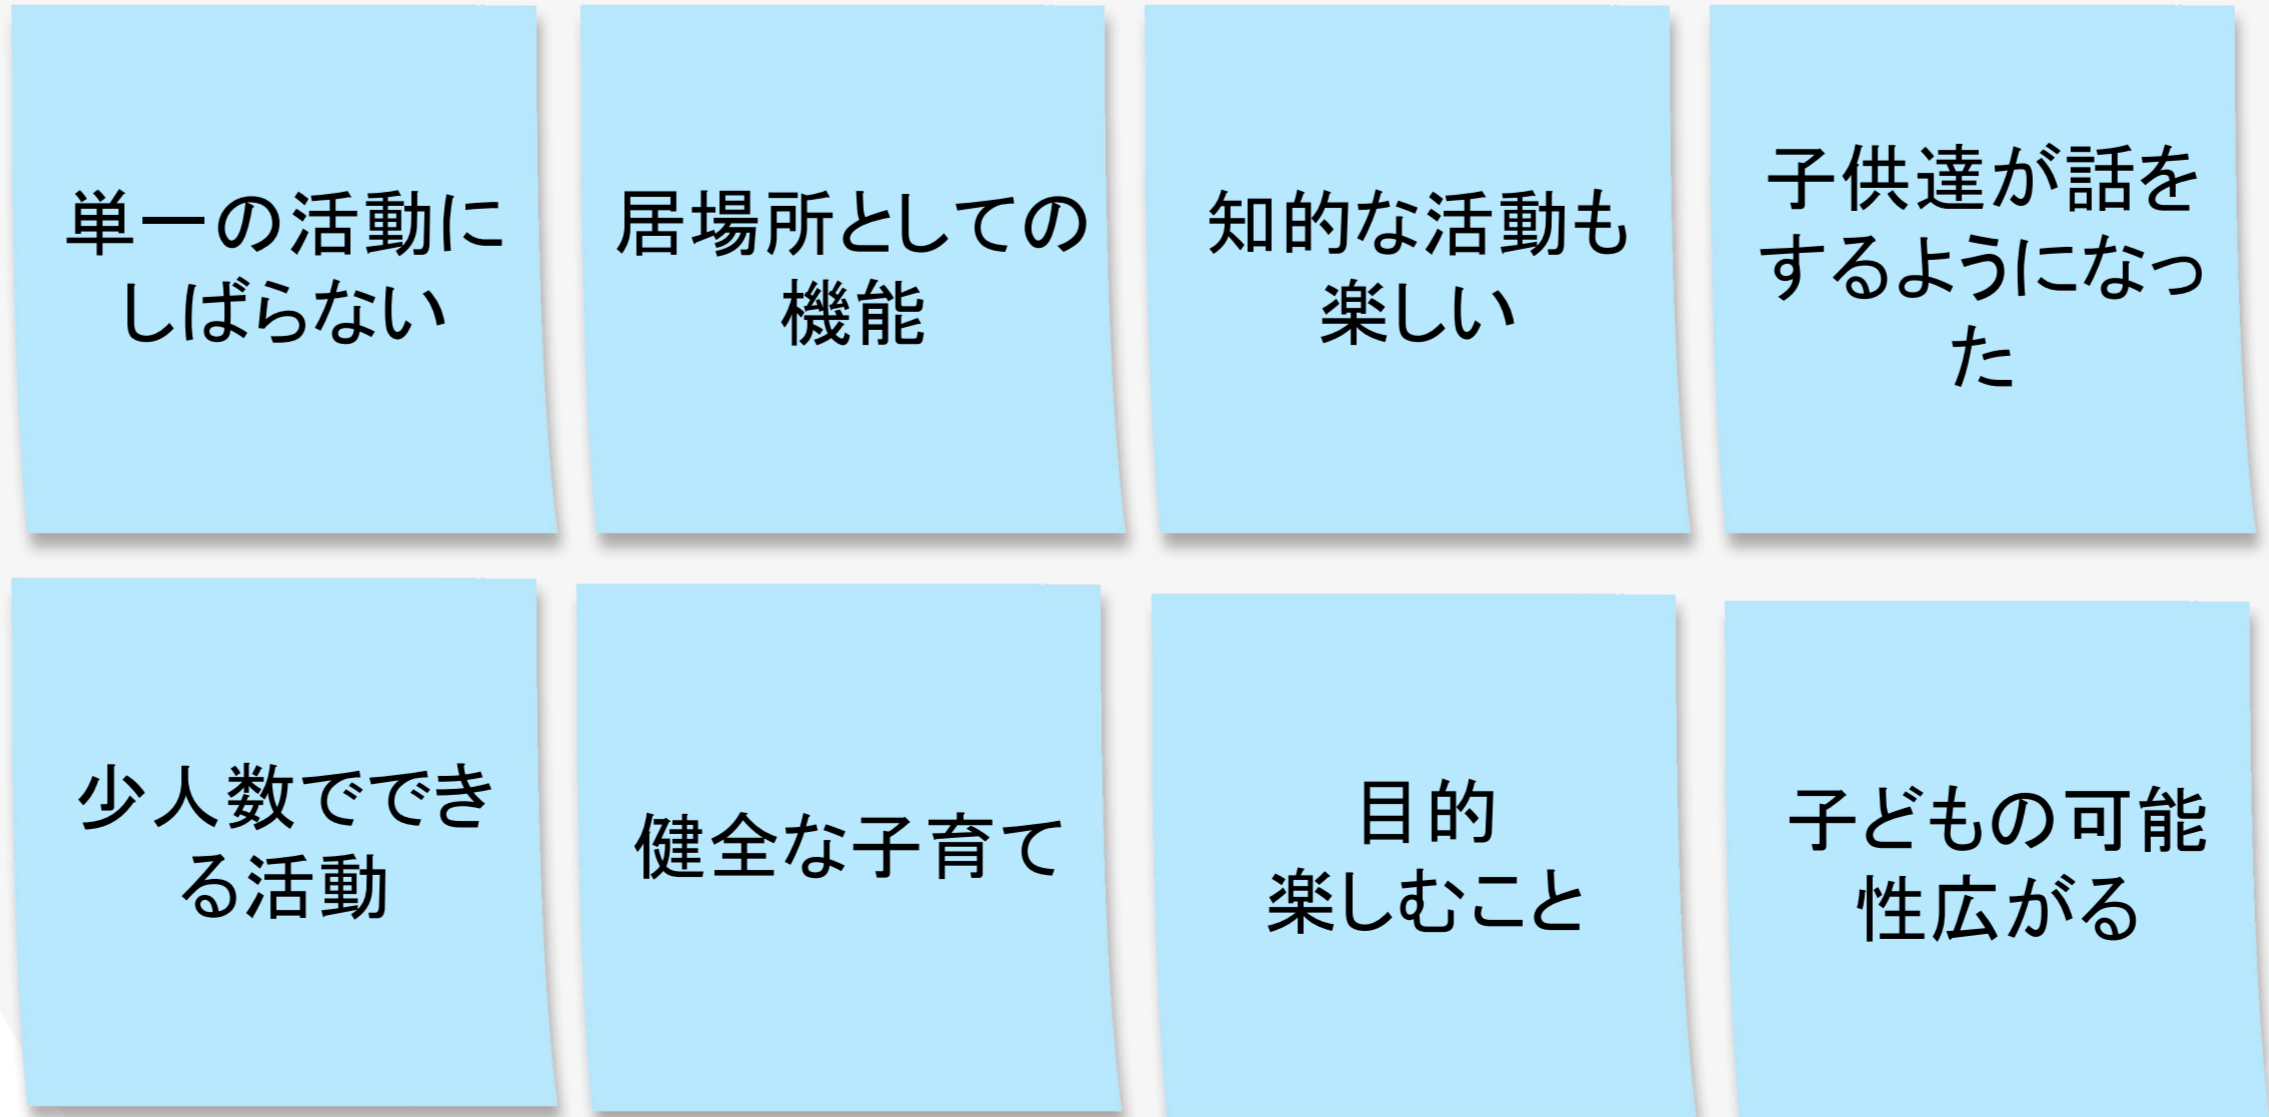 単一の活動に
しばらない
居場所としての
機能
知的な活動も
楽しい
子供達が話を
するようになっ
た
少人数ででき
る活動
健全な子育て
目的
楽しむこと
子どもの可能
性広がる